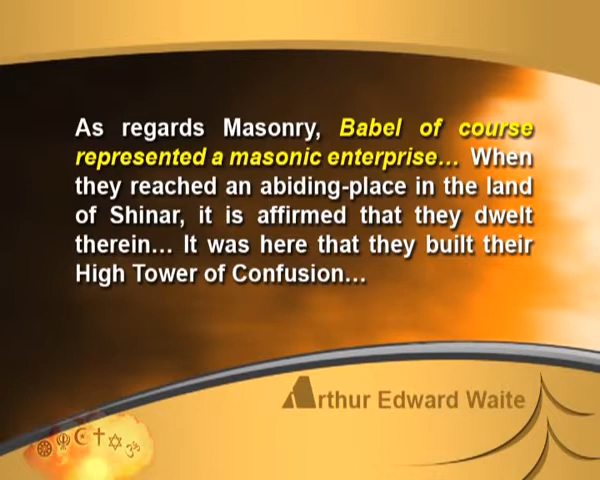 As regards Masonry, Babel of course
represented a masonic enterprise... When
they reached an abiding-place in the land
of Shinar, it is affirmed that they dwelt
therein... It was here that they built their
High Tower of Confusion...
Arthur Edward Waite